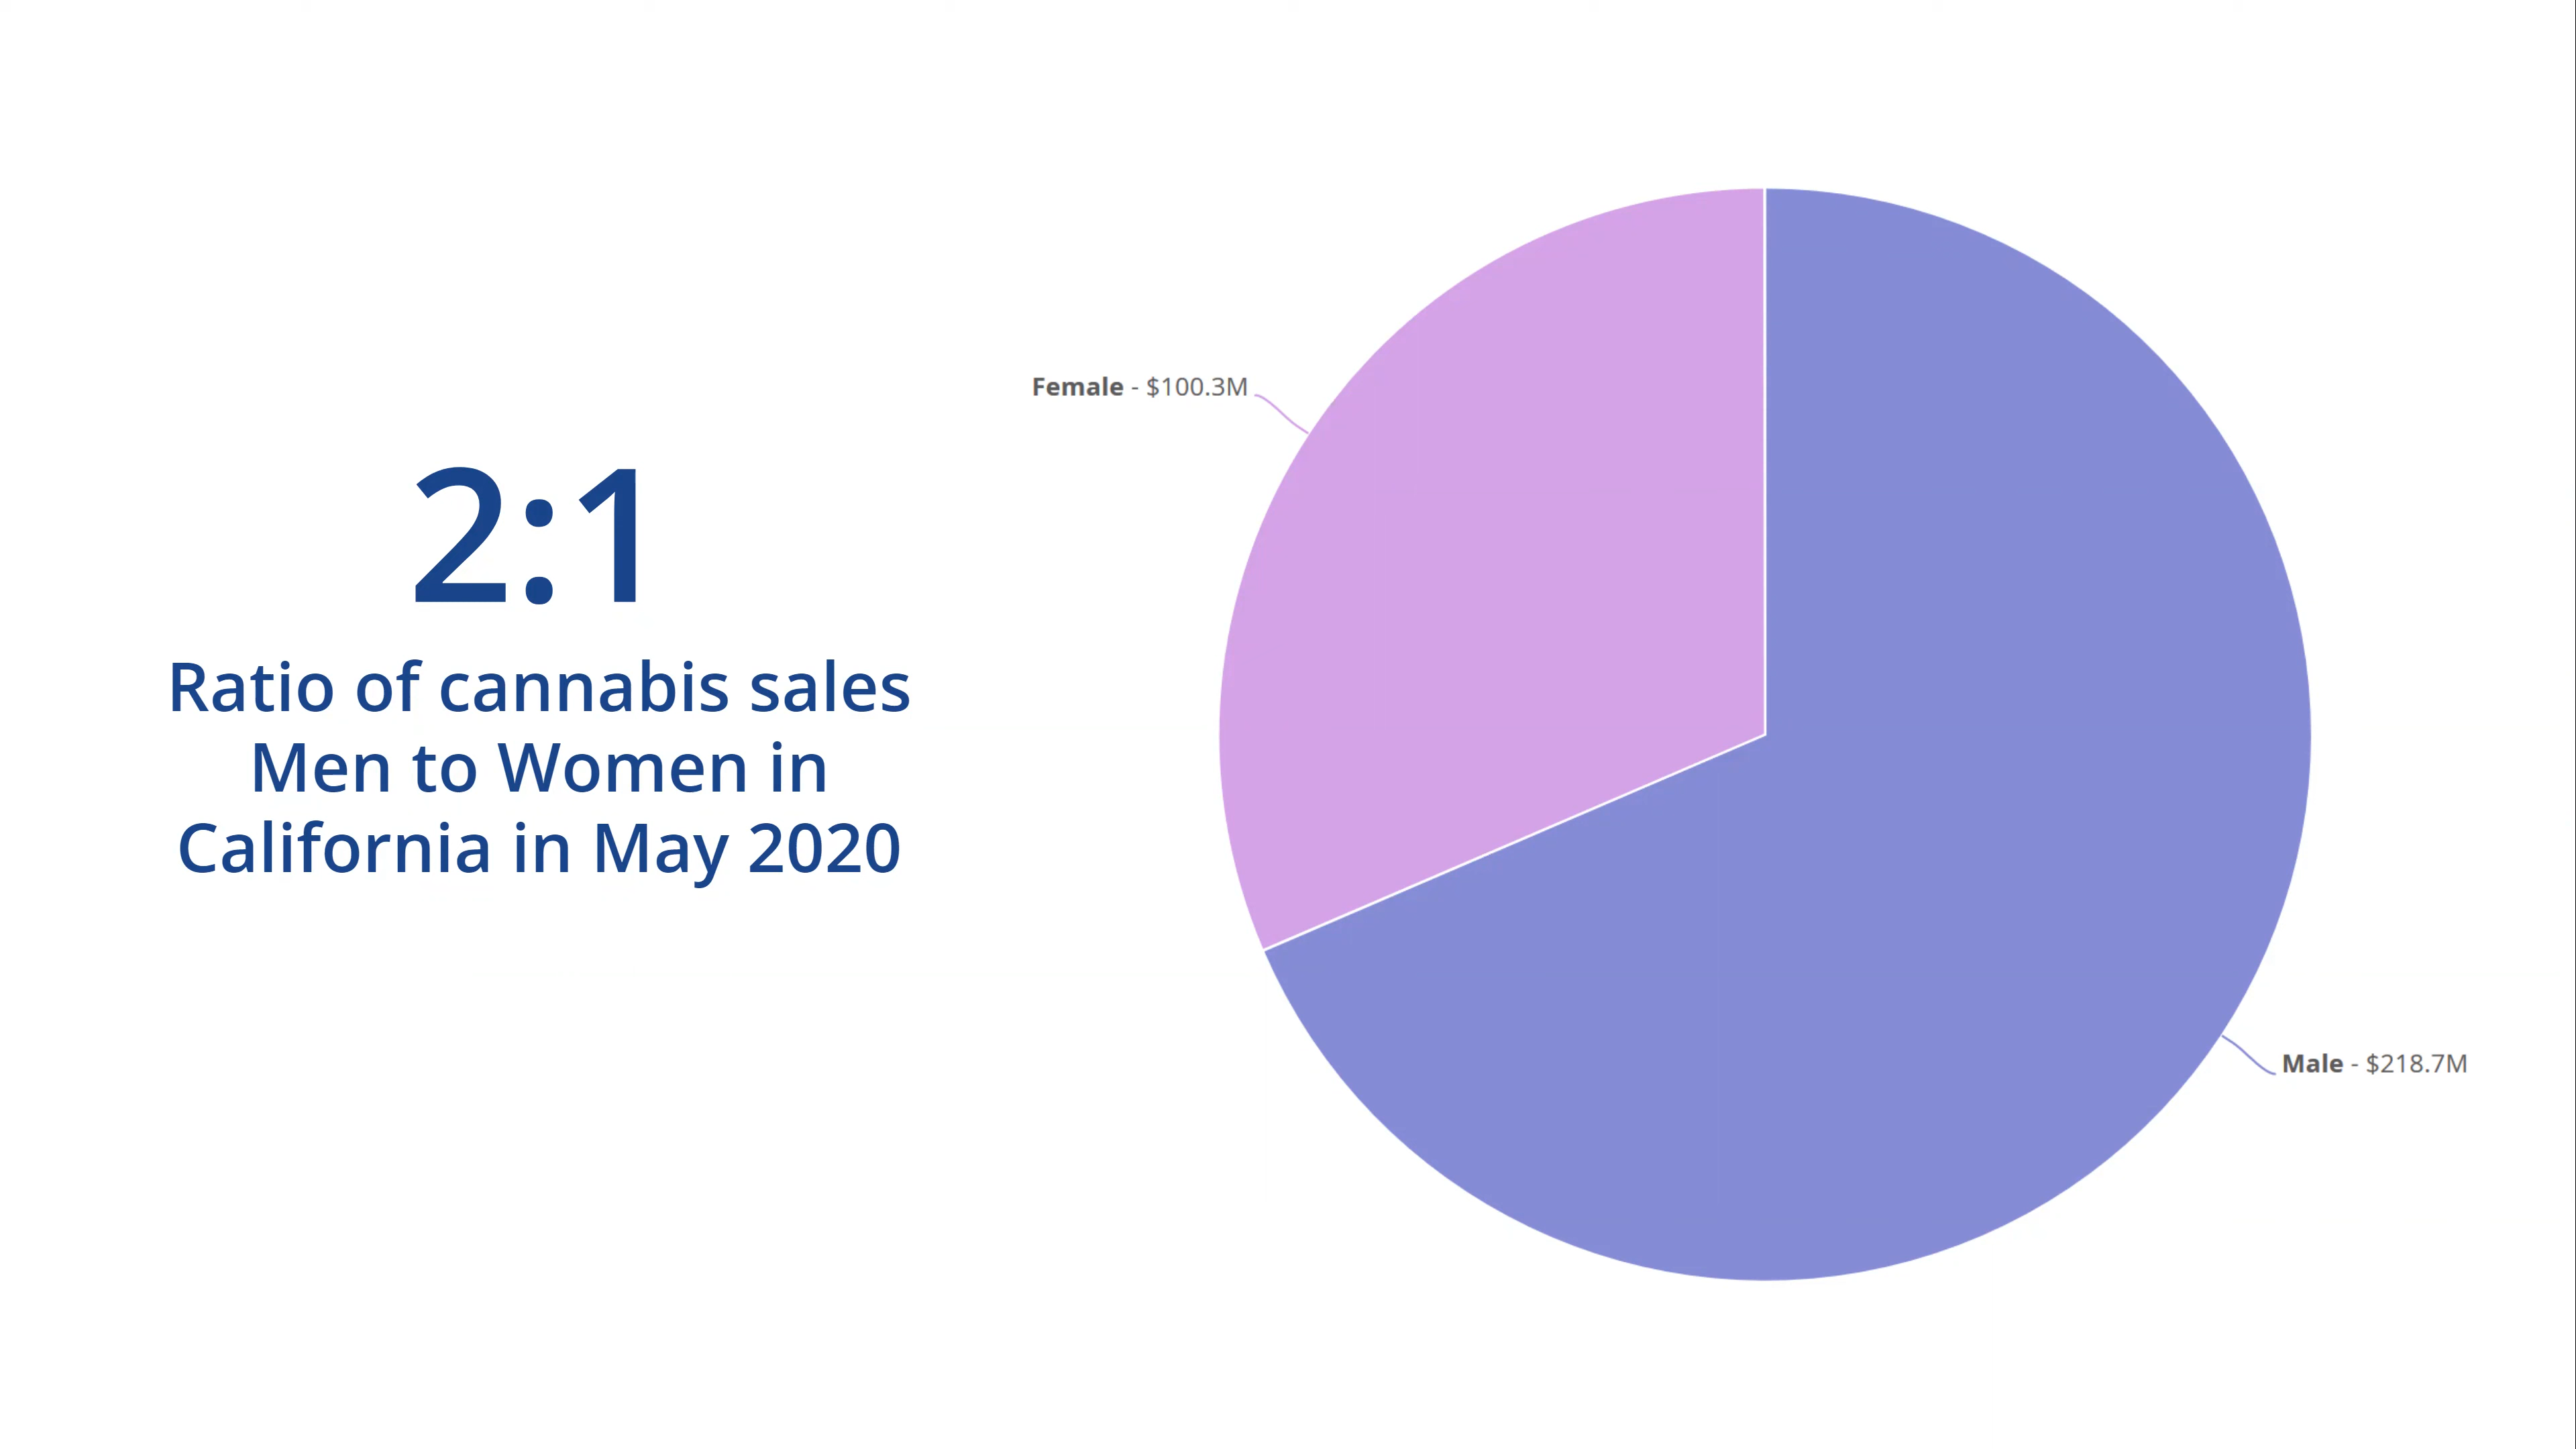 2:1
Ratio of cannabis sales
Men to Women in
California in May 2020
Female - $100.3M
Male - $218.7M